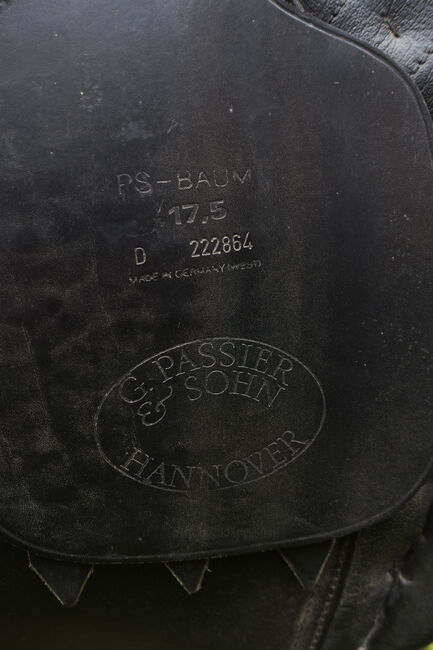 PS-BAUM
17,5
D 222864
MADE IN GERMANY (WEST)
G. PASSIER
& SOHN
HANNOVER